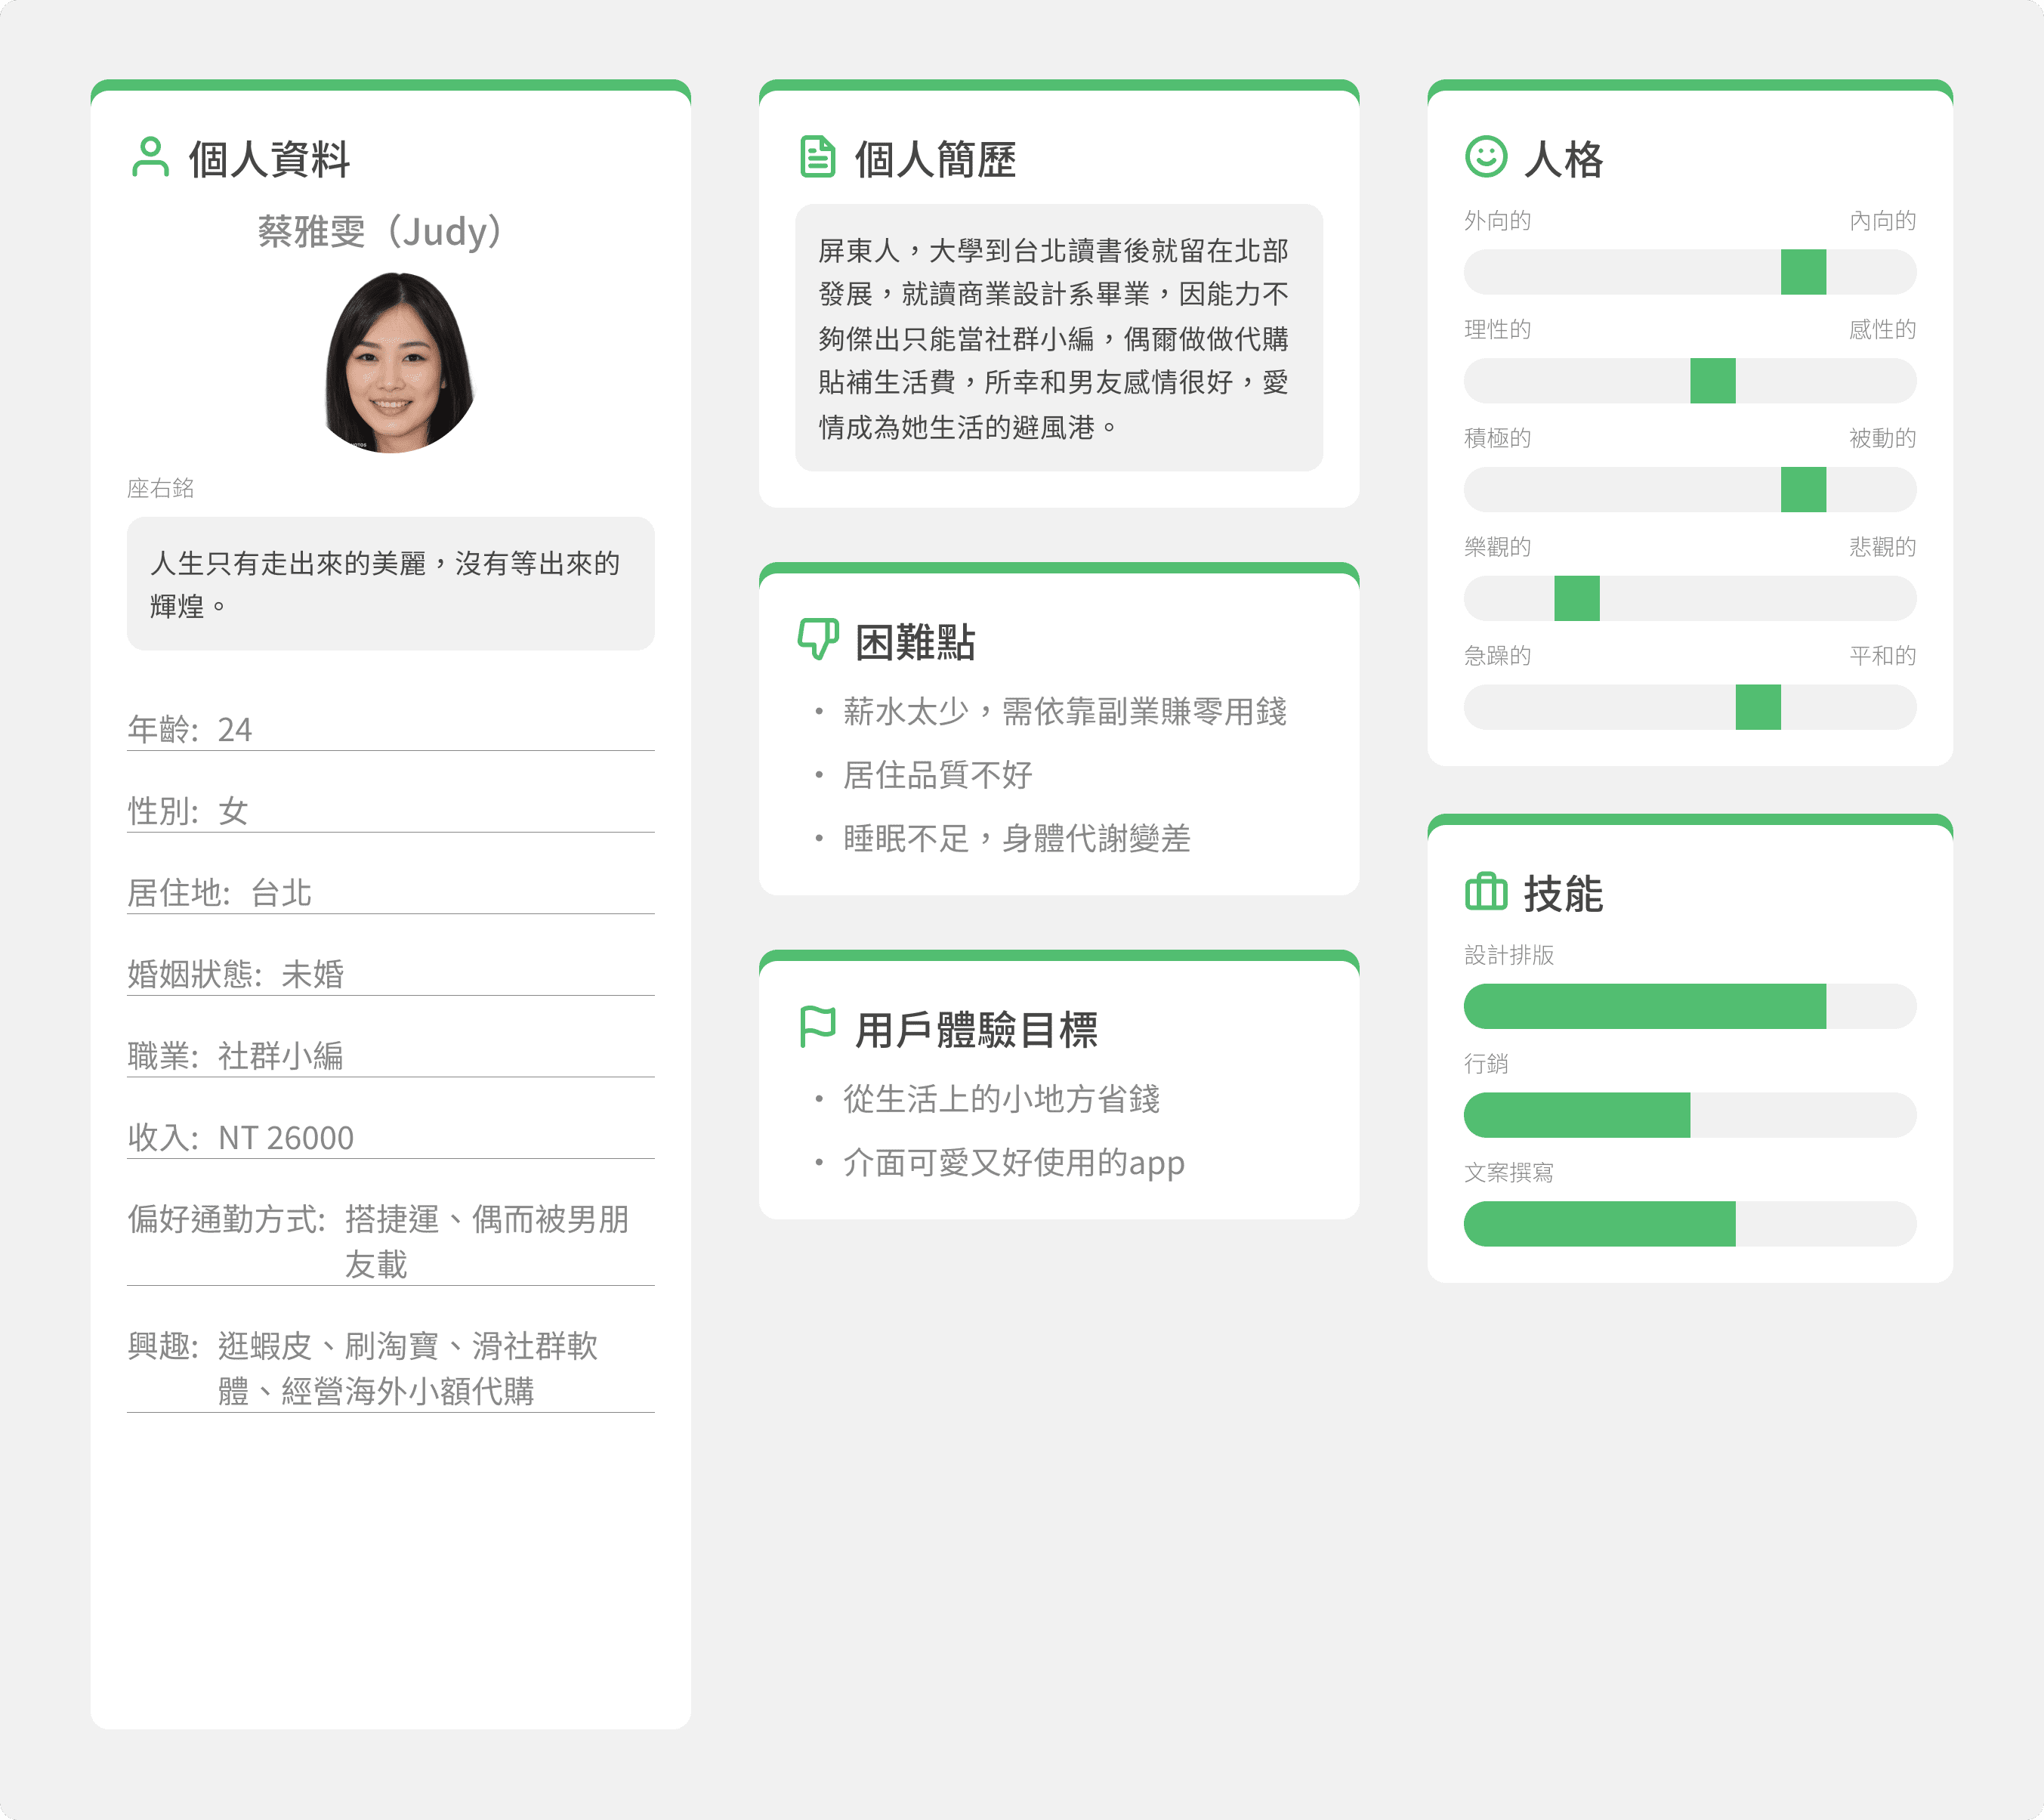 個人資料
蔡雅雯（Judy）
座右銘
人生只有走出來的美麗，沒有等出來的
輝煌。
年齡: 24
性別: 女
居住地: 台北
婚姻狀態: 未婚
職業: 社群小編
收入: NT 26000
偏好通勤方式: 搭捷運、偶而被男朋
友載
興趣: 逛蝦皮、刷淘寶、滑社群軟
體、經營海外小額代購
個人簡歷
屏東人，大學到台北讀書後就留在北部
發展，就讀商業設計系畢業，因能力不
夠傑出只能當社群小編，偶爾做做代購
貼補生活費，所幸和男友感情很好，愛
情成為她生活的避風港。
困難點
• 薪水太少，需依靠副業賺零用錢
• 居住品質不好
• 睡眠不足，身體代謝變差
用戶體驗目標
• 從生活上的小地方省錢
• 介面可愛又好使用的app
人格
外向的 內向的
理性的 感性的
積極的 被動的
樂觀的 悲觀的
急躁的 平和的
技能
設計排版
行銷
文案撰寫